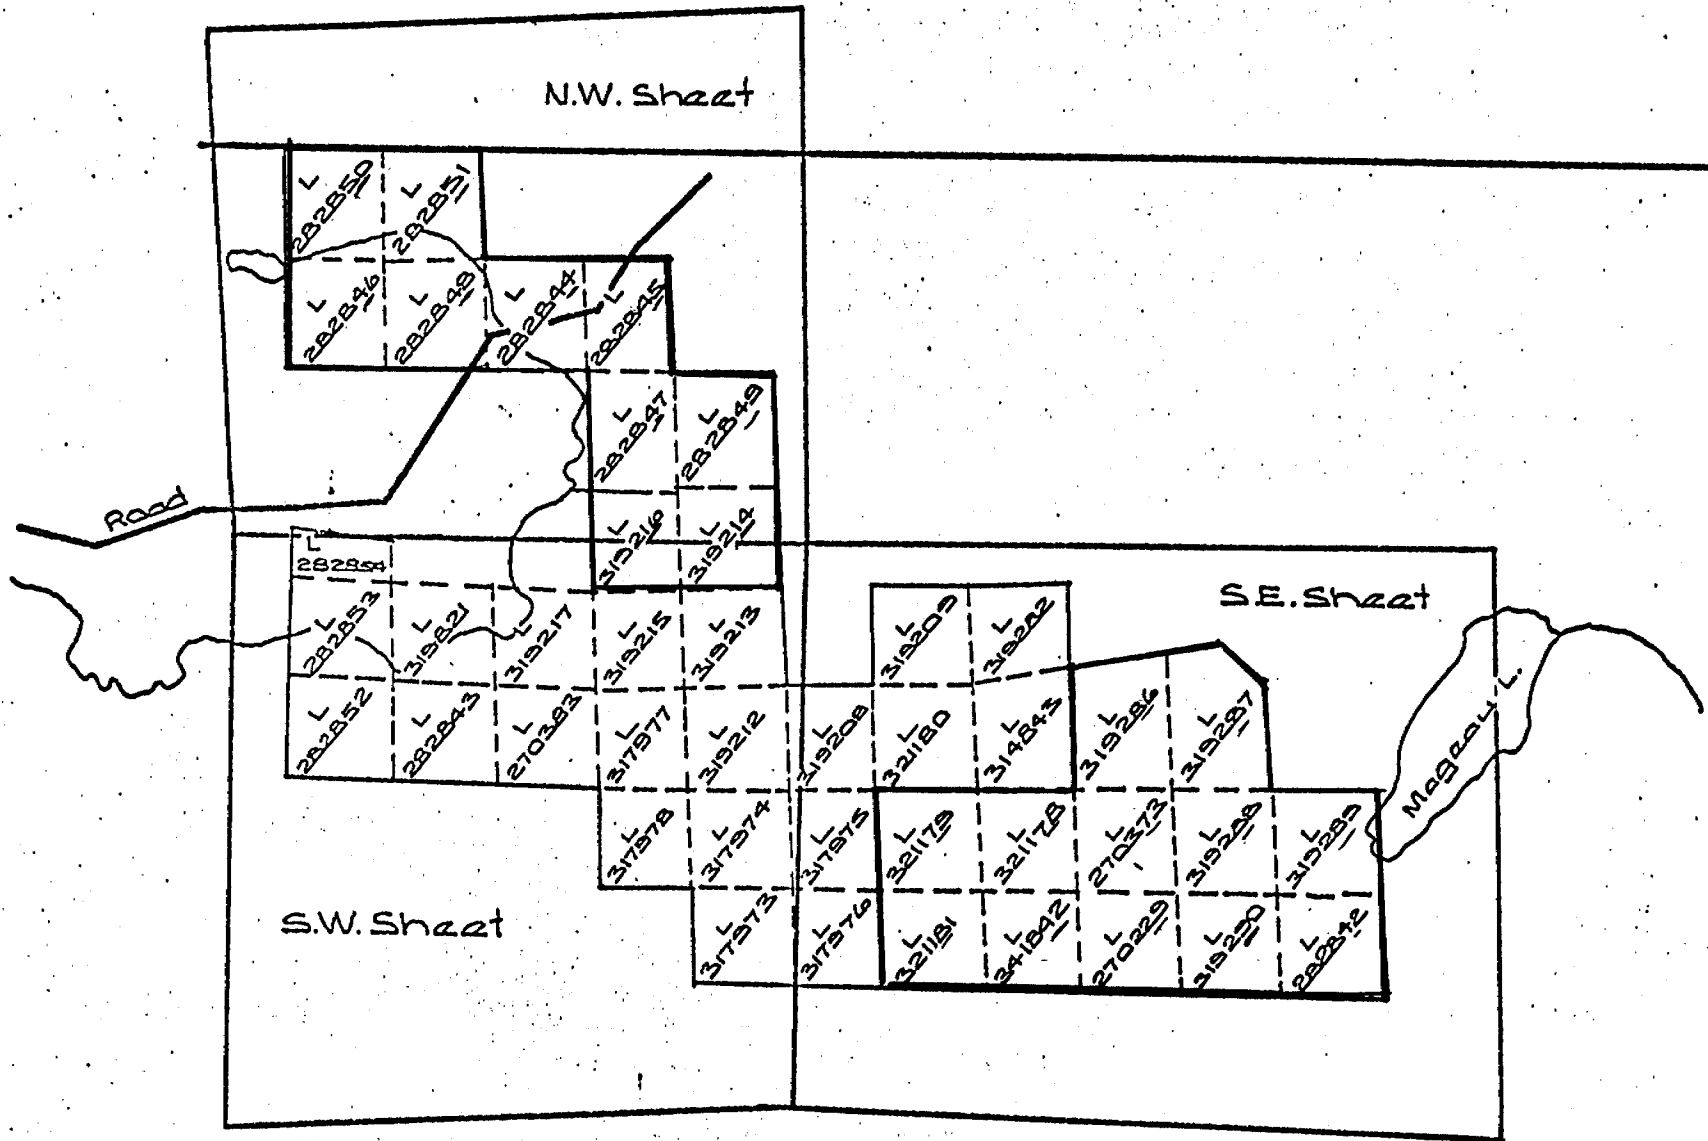 N.W. Sheet
L 282850
L 282851
L 282846
L 282848
L 282844
L 282845
L 282847
L 282849
Road
L 319216
L 319214
L 282854
S.E. Sheet
L 282853
L 319821
L 319217
L 319215
L 319213
L 319209
L 319282
L 282852
L 282843
L 270383
L 317977
L 319212
L 319208
L 321180
L 314843
L 319286
L 319287
Mageau L.
L 317978
L 317974
L 317975
L 321179
L 321178
L 270373
L 319288
L 319289
S.W. Sheet
L 317973
L 317976
L 321181
L 341842
L 270229
L 319290
L 282842